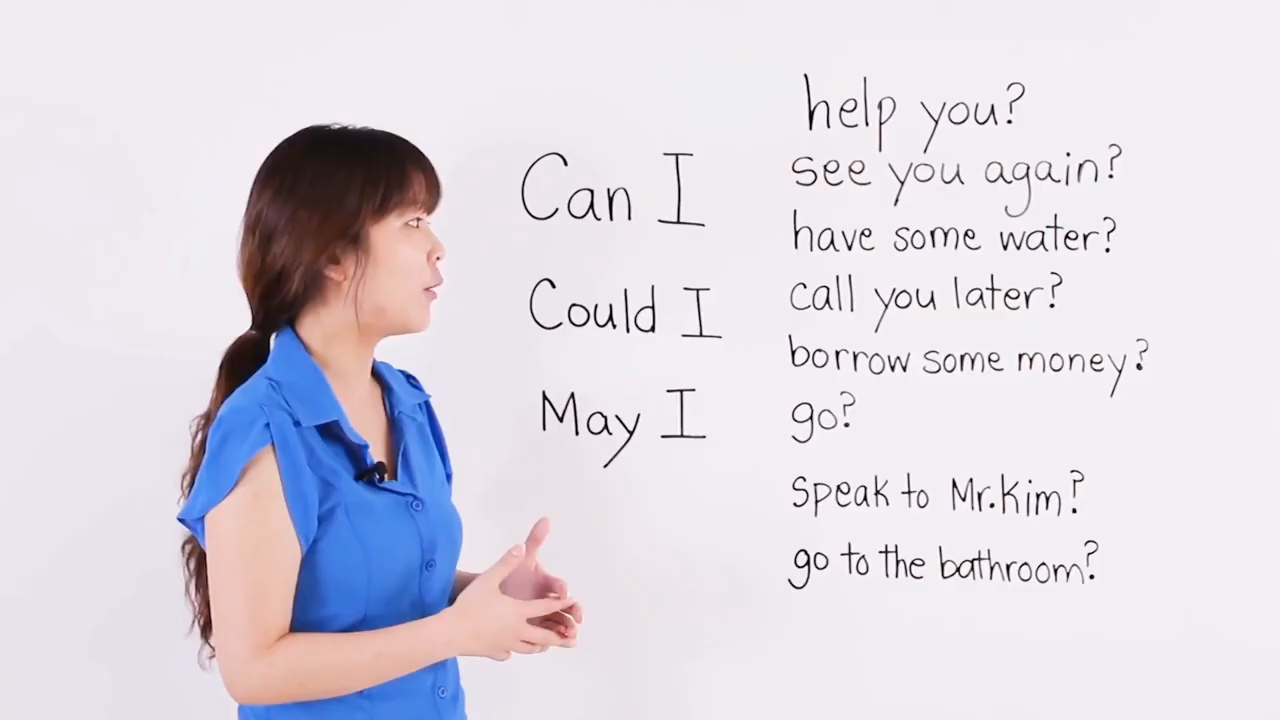 Can I
Could I
May I
help you?
see you again?
have some water?
call you later?
borrow some money?
go?
speak to Mr.Kim?
go to the bathroom?